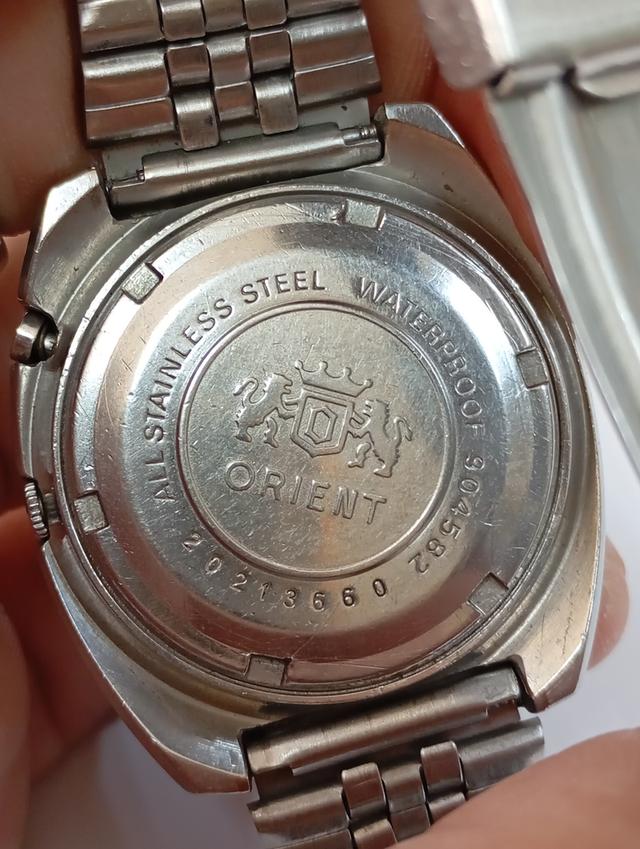 ALL STAINLESS STEEL WATERPROOF 904582
ORIENT
20213660